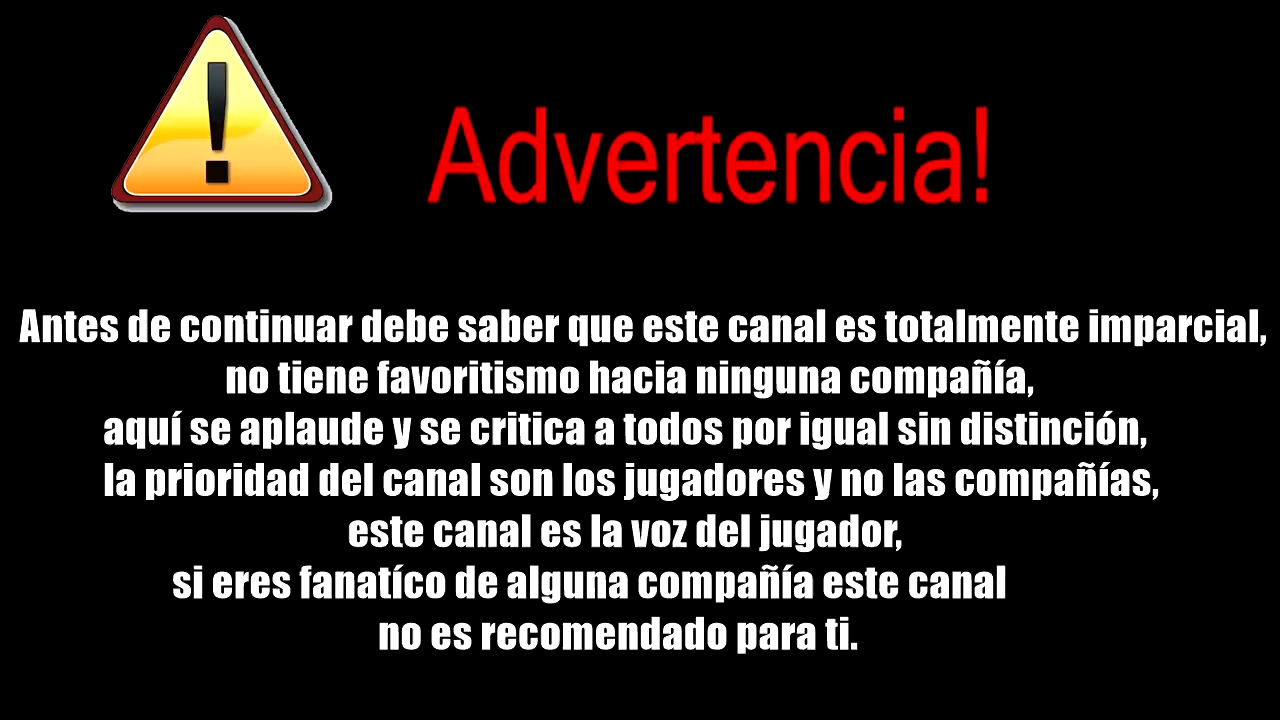 Advertencia!
Antes de continuar debe saber que este canal es totalmente imparcial,
no tiene favoritismo hacia ninguna compañía,
aquí se aplaude y se critica a todos por igual sin distinción,
la prioridad del canal son los jugadores y no las compañías,
este canal es la voz del jugador,
si eres fanatíco de alguna compañía este canal
no es recomendado para ti.